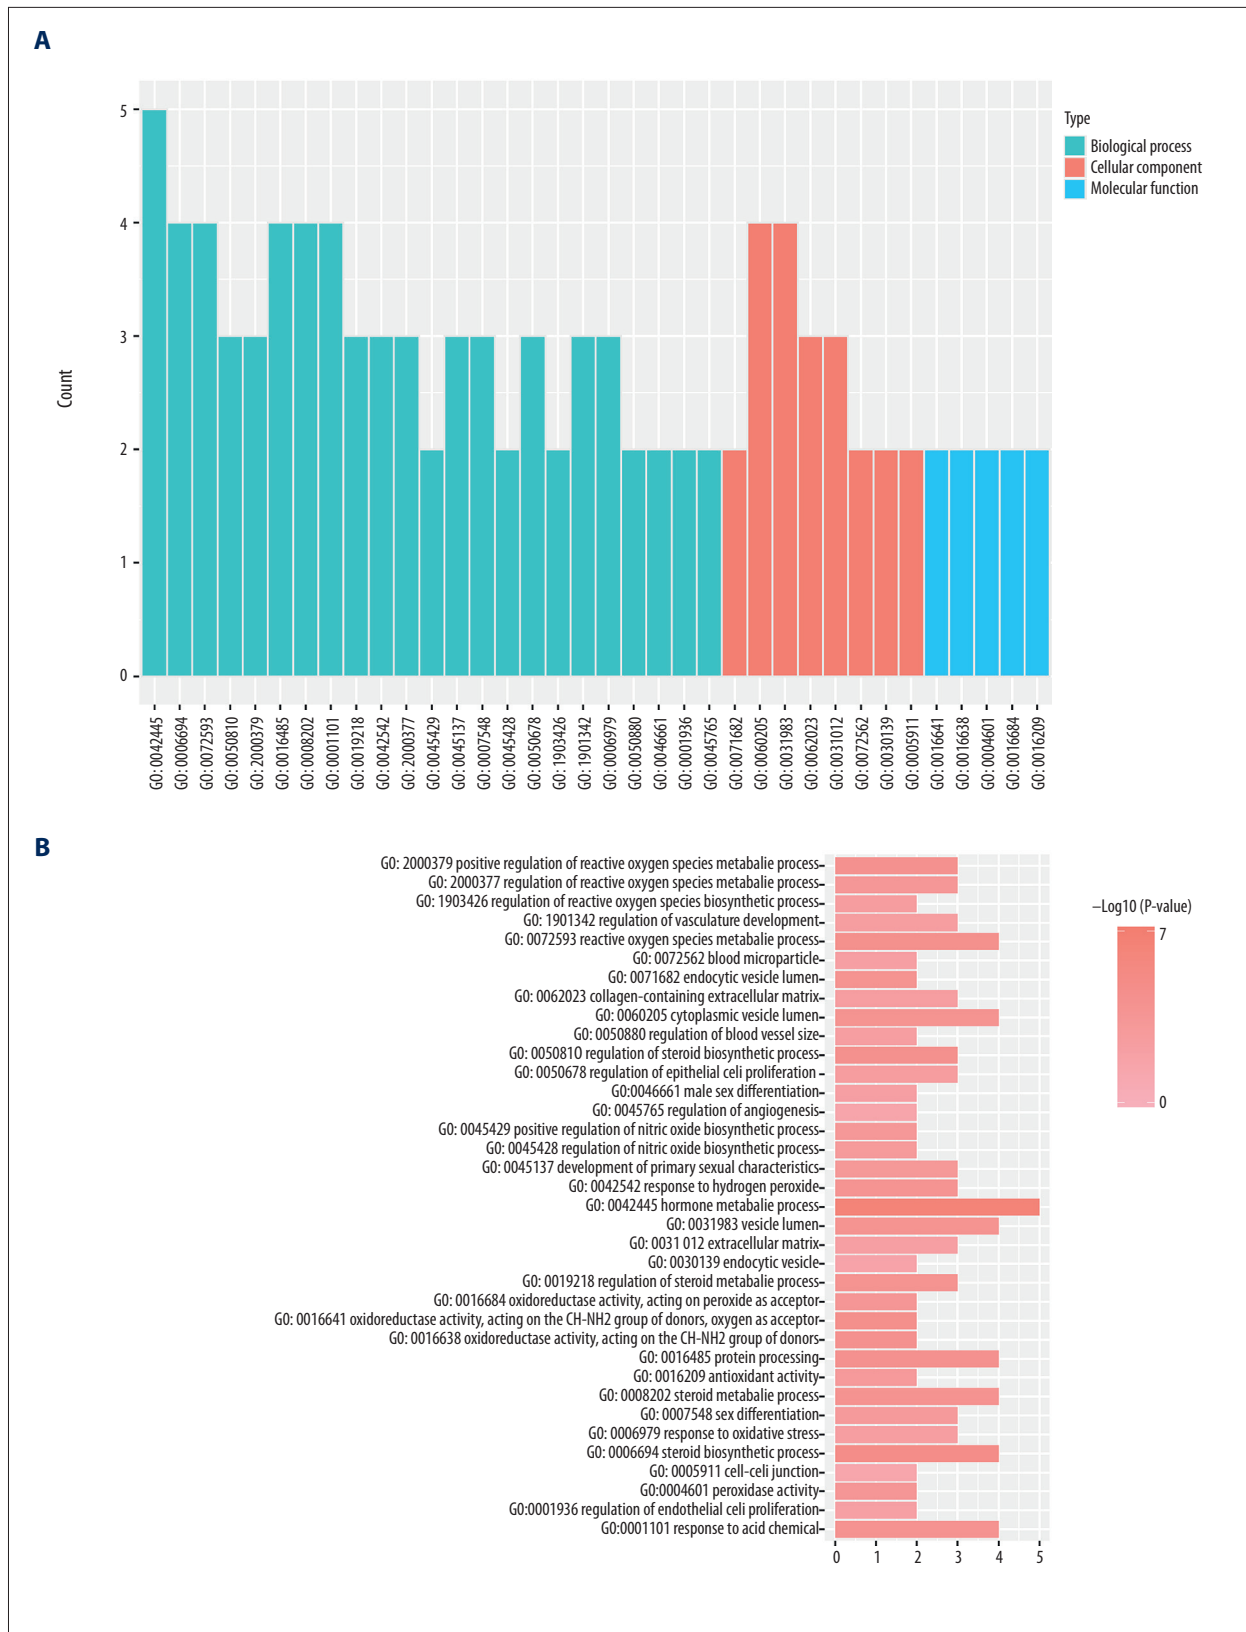 A
5
4
3
2
1
0
Count
Type
Biological process
Cellular component
Molecular function
G0: 0042445
G0: 0006694
G0: 0072593
G0: 0050810
G0: 2000379
G0: 0016485
G0: 0008202
G0: 0001101
G0: 0019218
G0: 0042542
G0: 2000377
G0: 0045429
G0: 0045137
G0: 0007548
G0: 0045428
G0: 0050678
G0: 1903426
G0: 1901342
G0: 0006979
G0: 0050880
G0: 0046661
G0: 0001936
G0: 0045765
G0: 0071682
G0: 0060205
G0: 0031983
G0: 0062023
G0: 0031012
G0: 0072562
G0: 0030139
G0: 0005911
G0: 0016641
G0: 0016638
G0: 0004601
G0: 0016684
G0: 0016209
B
G0: 2000379 positive regulation of reactive oxygen species metabalie process
G0: 2000377 regulation of reactive oxygen species metabalie process
G0: 1903426 regulation of reactive oxygen species biosynthetic process
G0: 1901342 regulation of vasculature development
G0: 0072593 reactive oxygen species metabalie process
G0: 0072562 blood microparticle
G0: 0071682 endocytic vesicle lumen
G0: 0062023 collagen-containing extracellular matrix
G0: 0060205 cytoplasmic vesicle lumen
G0: 0050880 regulation of blood vessel size
G0: 005081O regulation of steroid biosynthetic process
G0: 0050678 regulation of epithelial cell proliferation
G0:0046661 male sex differentiation
G0: 0045765 regulation of angiogenesis
G0: 0045429 positive regulation of nitric oxide biosynthetic process
G0: 0045428 regulation of nitric oxide biosynthetic process
G0: 0045137 development of primary sexual characteristics
G0: 0042542 response to hydrogen peroxide
G0: 0042445 hormone metabalie process
G0: 0031983 vesicle lumen
G0: 0031 012 extracellular matrix
G0: 0030139 endocytic vesicle
G0: 0019218 regulation of steroid metabalie process
G0: 0016684 oxidoreductase activity, acting on peroxide as acceptor
G0: 0016641 oxidoreductase activity, acting on the CH-NH2 group of donors, oxygen as acceptor
G0: 0016638 oxidoreductase activity, acting on the CH-NH2 group of donors
G0: 0016485 protein processing
G0: 0016209 antioxidant activity
G0: 0008202 steroid metabalie process
G0: 0007548 sex differentiation
G0: 0006979 response to oxidative stress
G0: 0006694 steroid biosynthetic process
G0: 0005911 cell-celi junction
G0:0004601 peroxidase activity
G0:0001936 regulation of endothelial cell proliferation
G0:0001101 response to acid chemical
0 1 2 3 4 5
–Log10 (P-value)
7
0